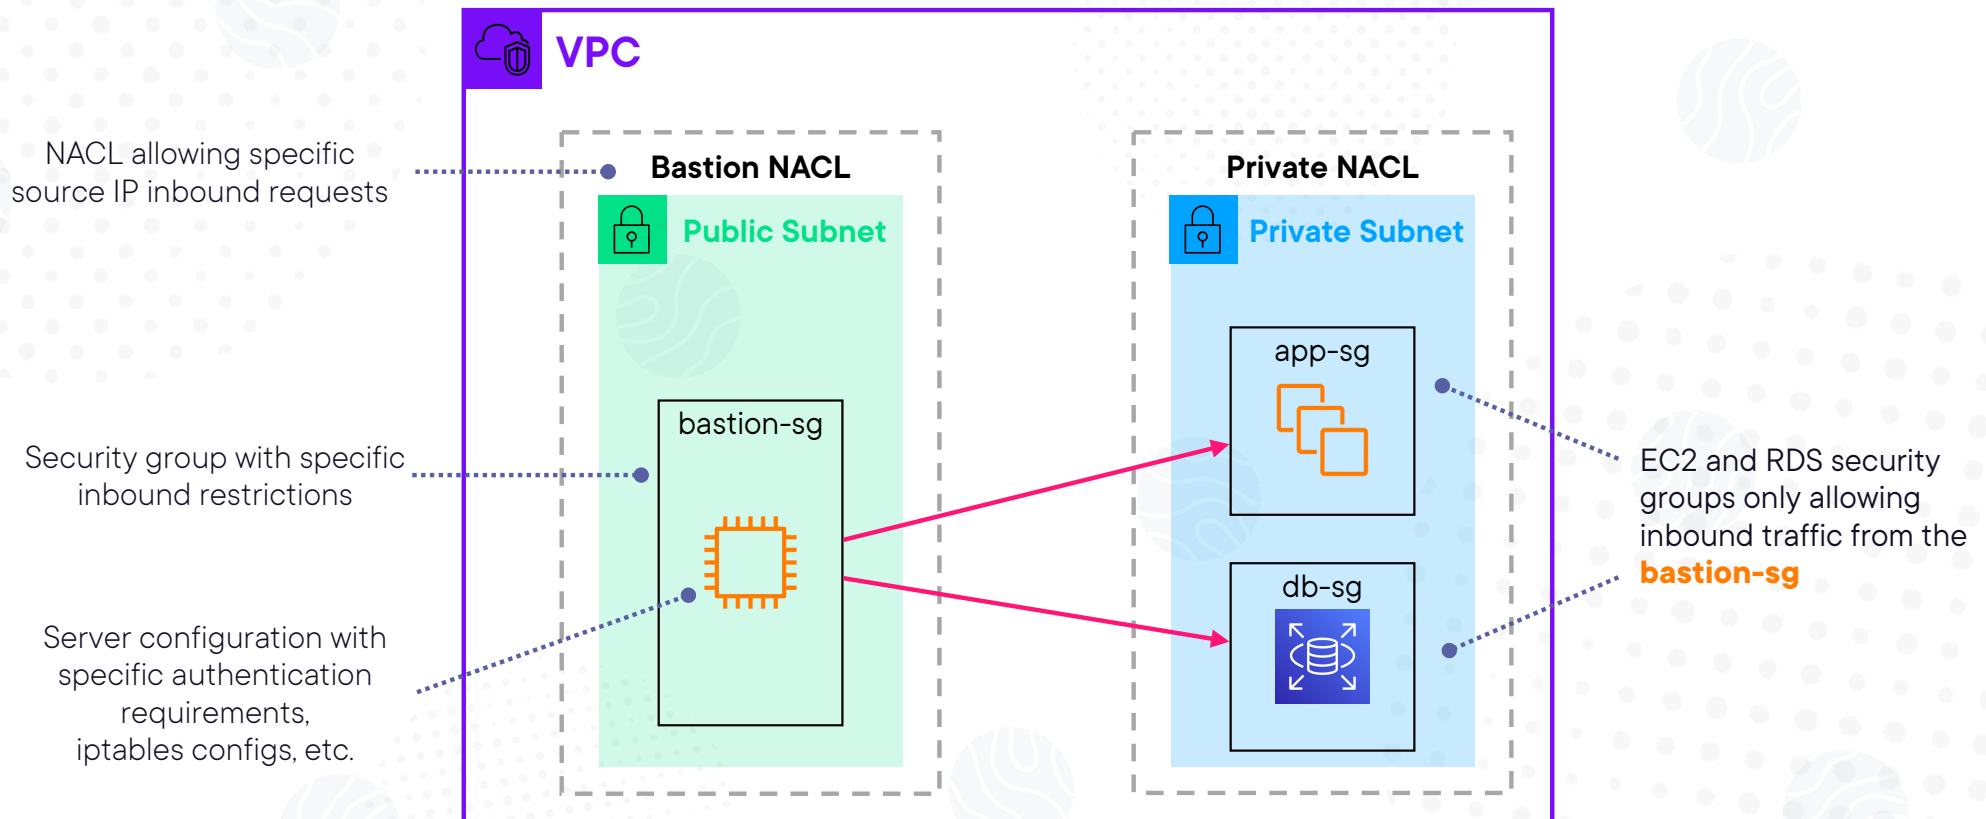 VPC
NACL allowing specific
source IP inbound requests
Bastion NACL
Public Subnet
Private NACL
Private Subnet
bastion-sg
app-sg
db-sg
Security group with specific
inbound restrictions
Server configuration with
specific authentication
requirements,
iptables configs, etc.
EC2 and RDS security
groups only allowing
inbound traffic from the
bastion-sg